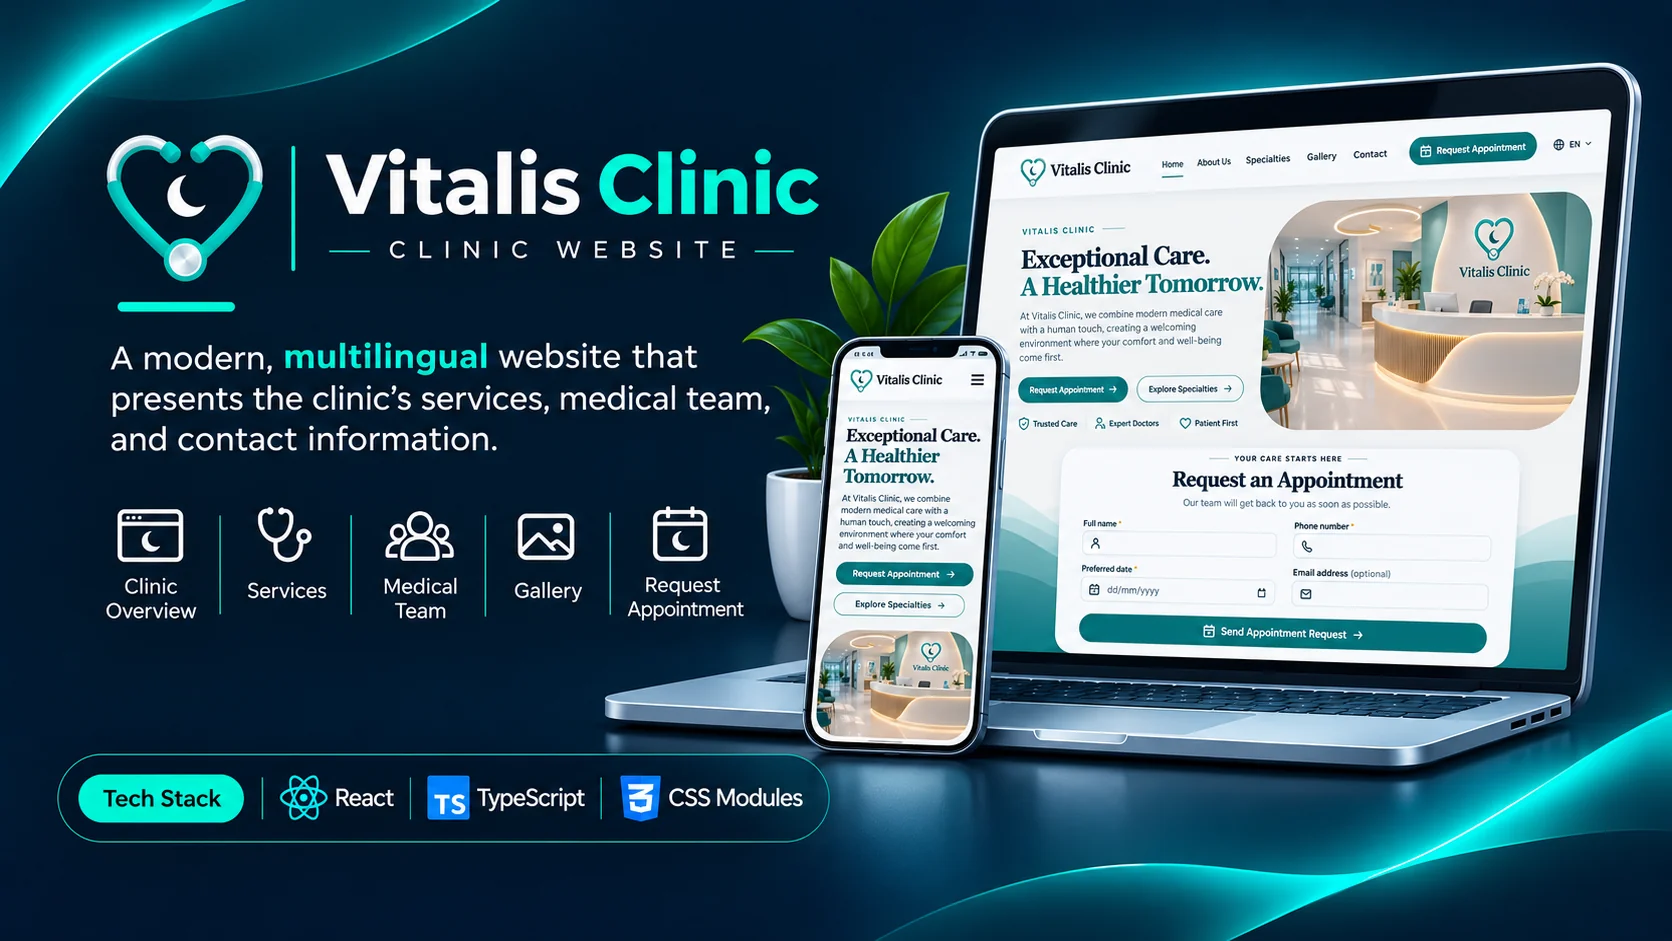 Vitalis Clinic
CLINIC WEBSITE
A modern, multilingual website that
presents the clinic's services, medical team,
and contact information.
Clinic
Overview
Services
Medical
Team
Gallery
Request
Appointment
Tech Stack
React
TS TypeScript
CSS Modules
Vitalis Clinic
VITALIS CLINIC
Exceptional Care.
A Healthier
Tomorrow.
At Vitalis Clinic, we combine
modern medical care with a
human touch, creating a welcoming
environment where your comfort
and well-being come first.
Request Appointment →
Explore Specialties →
Vitalis Clinic
Vitalis Clinic
Home
About Us
Specialties
Gallery
Contact
Request Appointment
EN
VITALIS CLINIC
Exceptional Care.
A Healthier Tomorrow.
At Vitalis Clinic, we combine modern medical care
with a human touch, creating a welcoming
environment where your comfort and well-being
come first.
Request Appointment →
Explore Specialties →
Trusted Care
Expert Doctors
Patient First
Vitalis Clinic
YOUR CARE STARTS HERE
Request an Appointment
Our team will get back to you as soon as possible.
Full name *
Phone number *
Preferred date *
dd/mm/yyyy
Email address (optional)
Send Appointment Request →